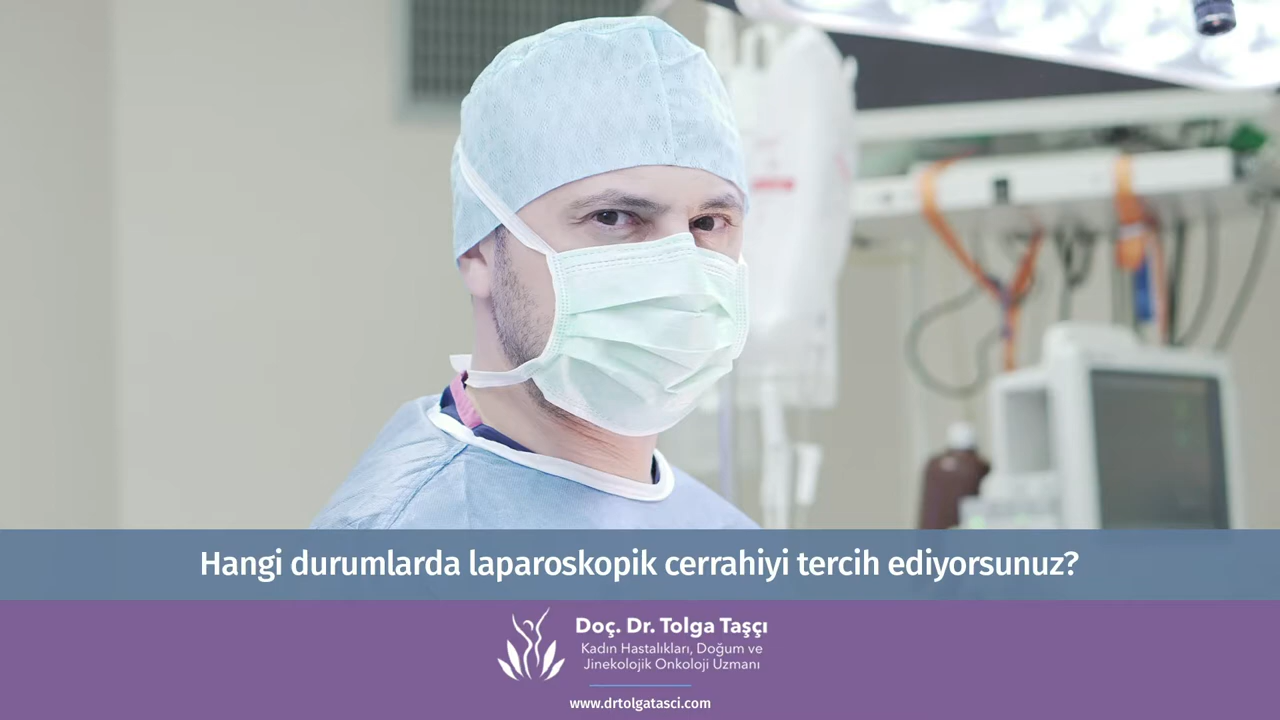 Hangi durumlarda laparoskopik cerrahiyi tercih ediyorsunuz?
Doç. Dr. Tolga Taşçı
Kadın Hastalıkları, Doğum ve
Jinekolojik Onkoloji Uzmanı
www.drtolgatasci.com